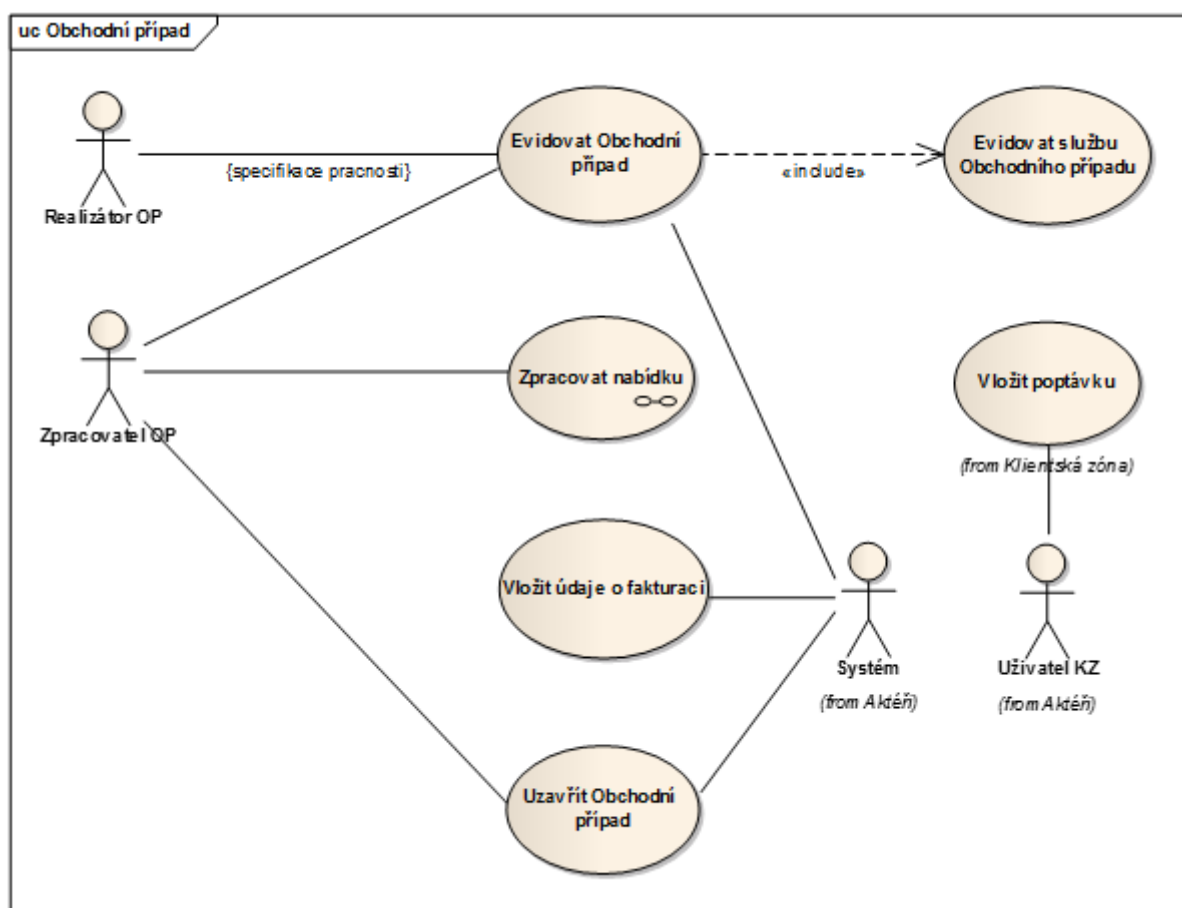 uc Obchodní případ
Evidovat Obchodní
případ
Evidovat službu
Obchodního případu
{specifikace pracnosti}
«include»
Realizátor OP
Zpracovat nabídku
Vložit poptávku
Zpracovatel OP
(from Klientská zóna)
Vložit údaje o fakturaci
Systém
(from Aktéři)
Uživatel KZ
(from Aktéři)
Uzavřít Obchodní
případ